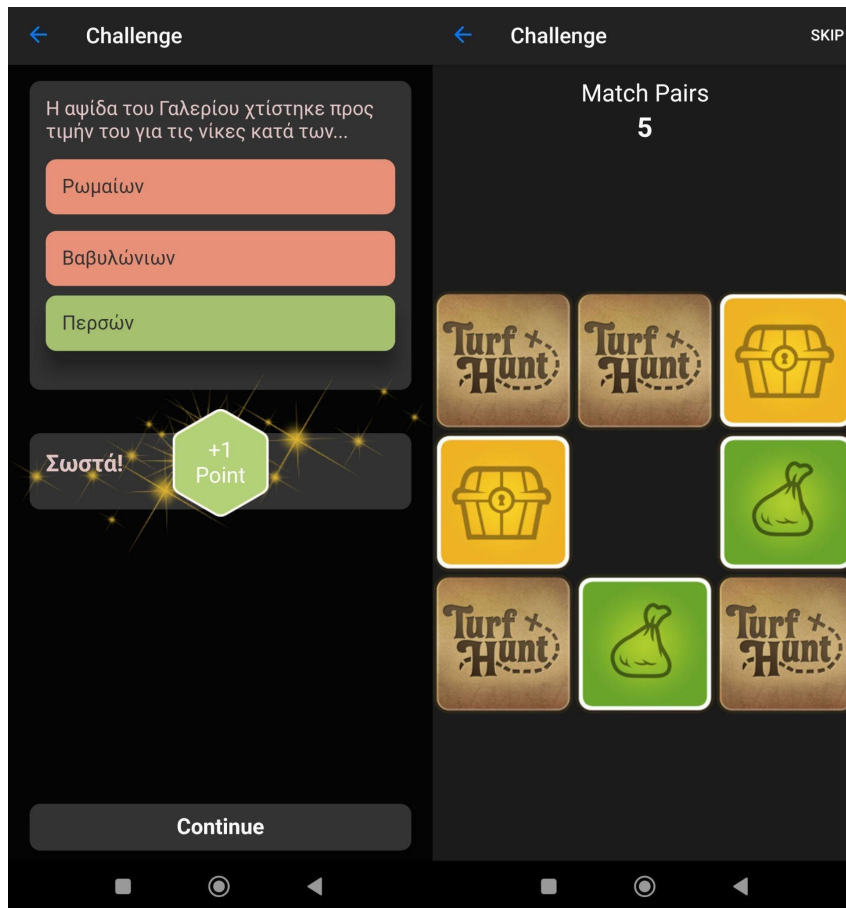 Challenge
Η αψίδα του Γαλερίου χτίστηκε προς
τιμήν του για τις νίκες κατά των...
Ρωμαίων
Βαβυλώνιων
Περσών
Σωστά!
+1
Point
Continue
Challenge
SKIP
Match Pairs
5
Turf
Hunt
Turf
Hunt
Turf
Hunt
Turf
Hunt